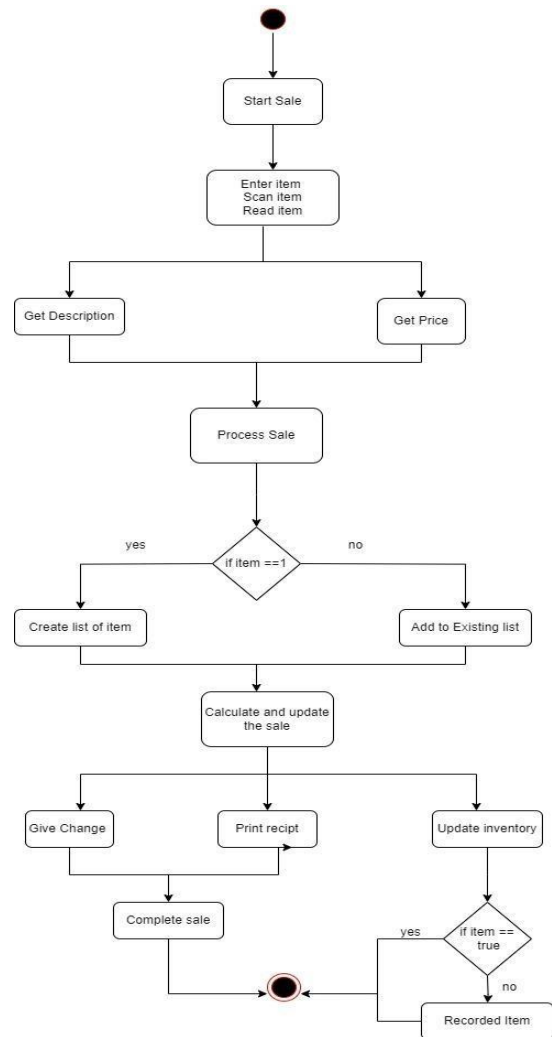 Start Sale
Enter item
Scan item
Read item
Get Description
Get Price
Process Sale
yes
if item ==1
no
Create list of item
Add to Existing list
Calculate and update
the sale
Give Change
Print recipt
Update inventory
Complete sale
yes
if item ==
true
no
Recorded Item